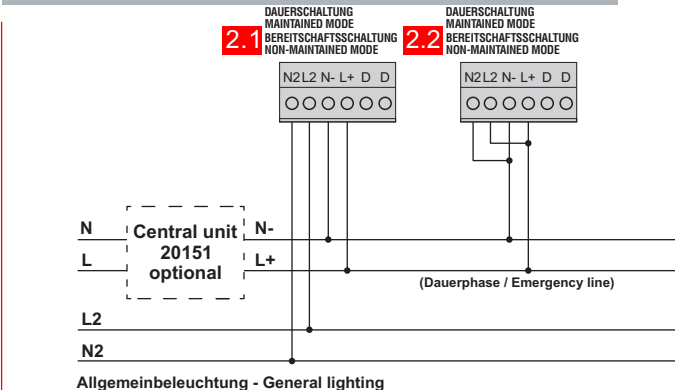 DAUERSCHALTUNG
MAINTAINED MODE
2.1 BEREITSCHAFTSSCHALTUNG
NON-MAINTAINED MODE
DAUERSCHALTUNG
MAINTAINED MODE
2.2 BEREITSCHAFTSSCHALTUNG
NON-MAINTAINED MODE
N2 L2 N- L+ D D
N2 L2 N- L+ D D
N
Central unit
20151
optional
N-
L
L+
(Dauerphase / Emergency line)
L2
N2
Allgemeinbeleuchtung - General lighting